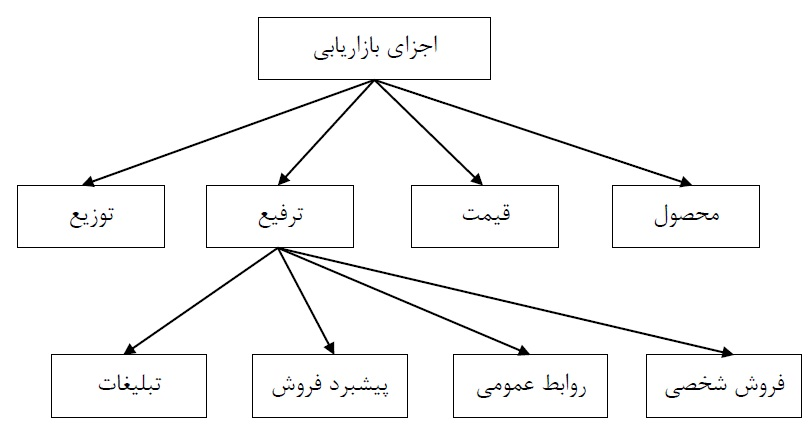 اجزای بازاریابی
محصول
قیمت
ترفیع
توزیع
فروش شخصی
روابط عمومی
پیشبرد فروش
تبلیغات